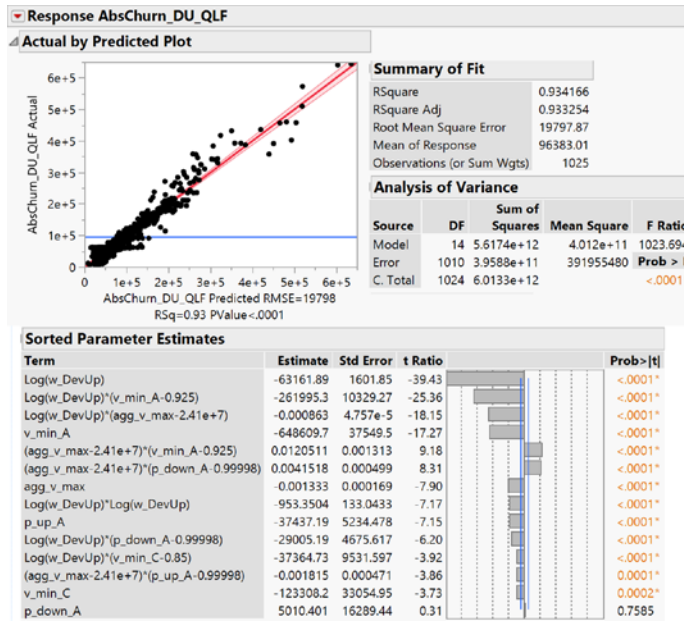 Response AbsChurn_DU_QLF
Actual by Predicted Plot
AbsChurn_DU_QLF Actual
6e+5
5e+5
4e+5
3e+5
2e+5
1e+5
0
0 1e+5 2e+5 3e+5 4e+5 5e+5 6e+5
AbsChurn_DU_QLF Predicted RMSE=19798
RSq=0.93 PValue<.0001
Summary of Fit
RSquare 0.934166
RSquare Adj 0.933254
Root Mean Square Error 19797.87
Mean of Response 96383.01
Observations (or Sum Wgts) 1025
Analysis of Variance
Sum of
Source DF Squares Mean Square F Ratio
Model 14 5.6174e+12 4.012e+11 1023.694
Error 1010 3.9588e+11 391955480 Prob >
C. Total 1024 6.0133e+12 <.0001
Sorted Parameter Estimates
Term Estimate Std Error t Ratio Prob>|t|
Log(w_DevUp) -63161.89 1601.85 -39.43 <.0001*
Log(w_DevUp)*(v_min_A-0.925) -261995.3 10329.27 -25.36 <.0001*
Log(w_DevUp)*(agg_v_max-2.41e+7) -0.000863 4.757e-5 -18.15 <.0001*
v_min_A -648609.7 37549.5 -17.27 <.0001*
(agg_v_max-2.41e+7)*(v_min_A-0.925) 0.0120511 0.001313 9.18 <.0001*
(agg_v_max-2.41e+7)*(p_down_A-0.99998) 0.0041518 0.000499 8.31 <.0001*
agg_v_max -0.001333 0.000169 -7.90 <.0001*
Log(w_DevUp)*Log(w_DevUp) -953.3504 133.0433 -7.17 <.0001*
p_up_A -37437.19 5234.478 -7.15 <.0001*
Log(w_DevUp)*(p_down_A-0.99998) -29005.19 4675.617 -6.20 <.0001*
Log(w_DevUp)*(v_min_C-0.85) -37364.73 9531.597 -3.92 <.0001*
(agg_v_max-2.41e+7)*(p_up_A-0.99998) -0.001815 0.000471 -3.86 0.0001*
v_min_C -123308.2 33054.95 -3.73 0.0002*
p_down_A 5010.401 16289.44 0.31 0.7585